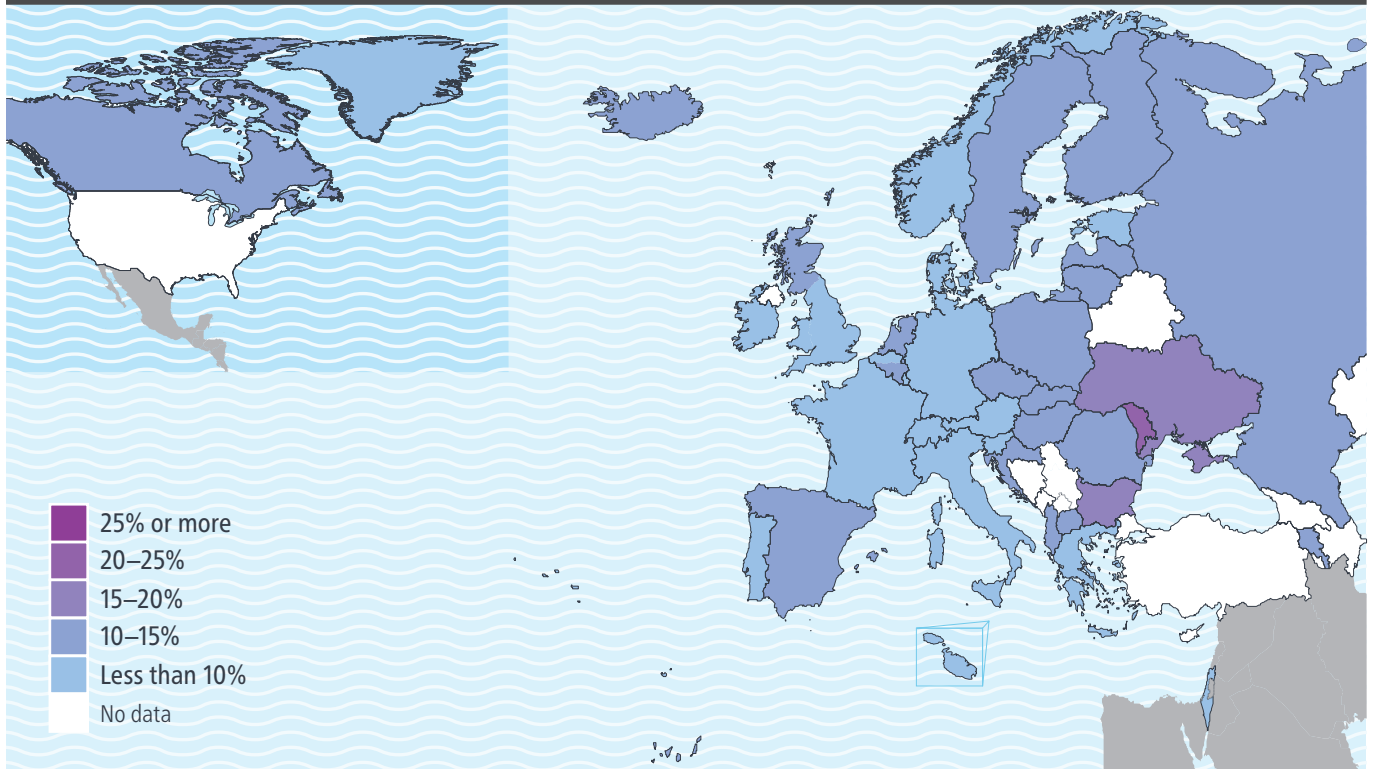 25% or more
20–25%
15–20%
10–15%
Less than 10%
No data